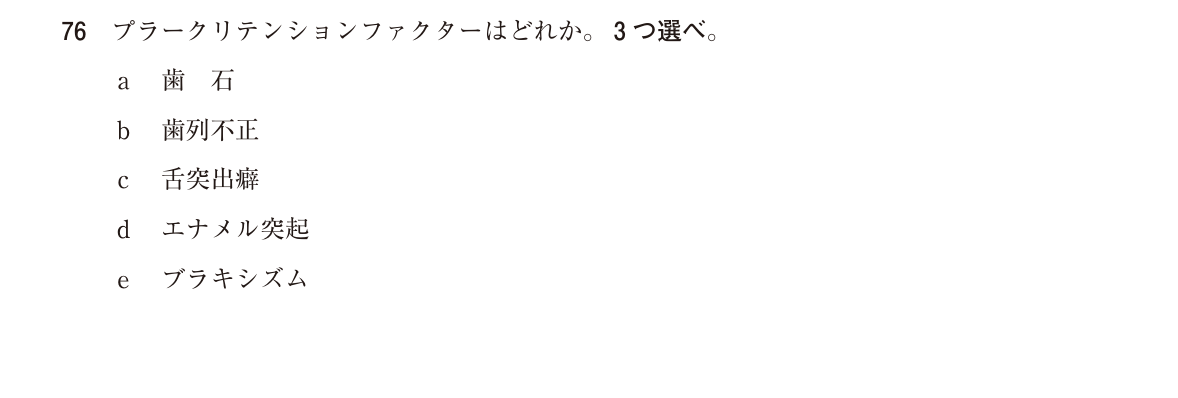 76 プラークリテンションファクターはどれか。 3つ選べ。
a 歯 石
b 歯列不正
c 舌突出癖
d エナメル突起
e ブラキシズム